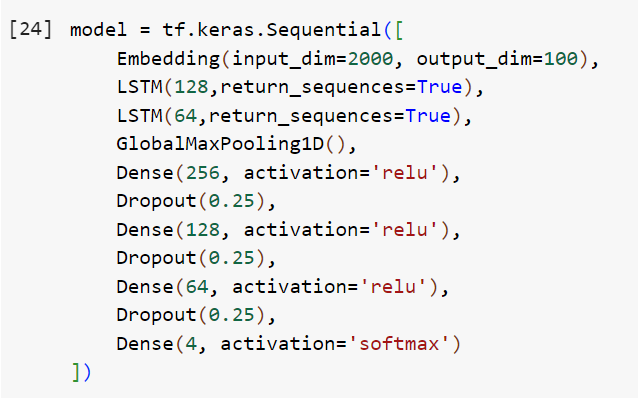 [24] model = tf.keras.Sequential([
Embedding(input_dim=2000, output_dim=100),
LSTM(128,return_sequences=True),
LSTM(64,return_sequences=True),
GlobalMaxPooling1D(),
Dense(256, activation='relu'),
Dropout(0.25),
Dense(128, activation='relu'),
Dropout(0.25),
Dense(64, activation='relu'),
Dropout(0.25),
Dense(4, activation='softmax')
])